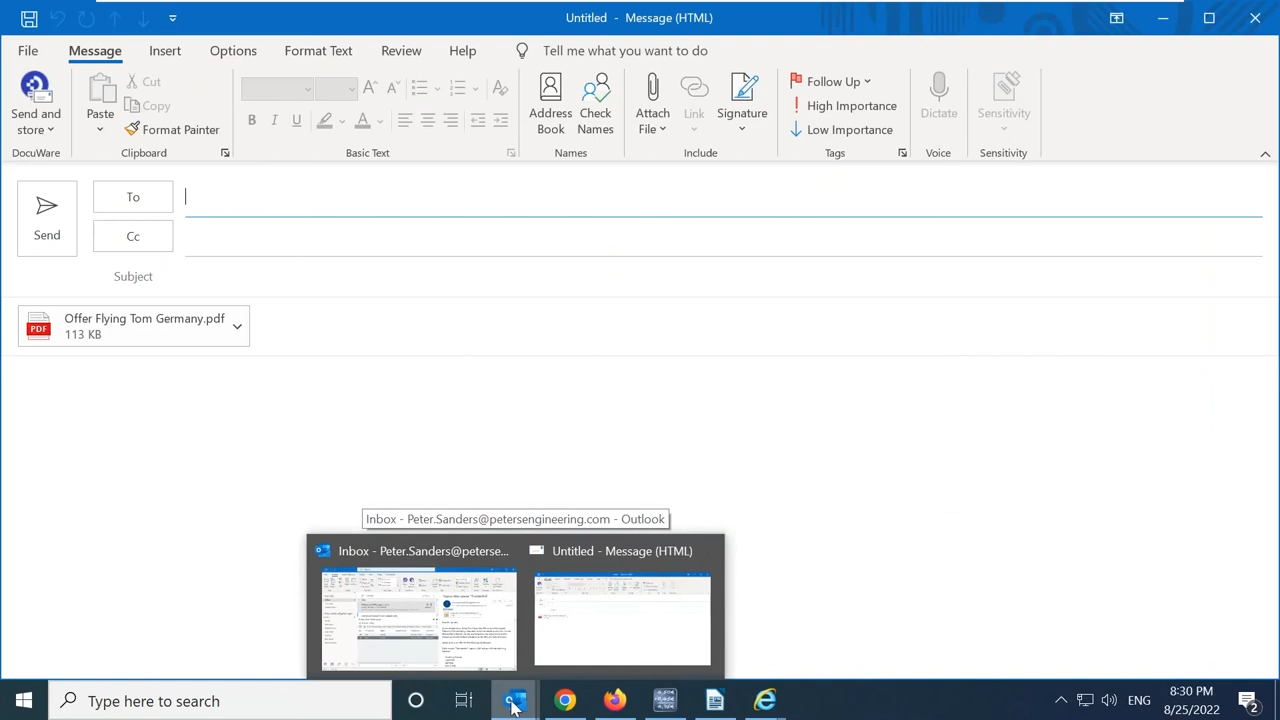 Untitled - Message (HTML)
File Message Insert Options Format Text Review Help Tell me what you want to do
Send and Store
DocuWare
Paste
Cut
Copy
Format Painter
Clipboard
Basic Text
Address Book
Check Names
Names
Attach File
Link
Signature
Include
Follow Up
High Importance
Low Importance
Tags
Dictate
Voice
Sensitivity
Sensitivity
Send
To
Cc
Subject
PDF
Offer Flying Tom Germany.pdf
113 KB
Inbox - Peter.Sanders@petersengineering.com - Outlook
Inbox - Peter.Sanders@peterse... Untitled - Message (HTML)
Type here to search
ENG
8:30 PM
8/25/2022
2